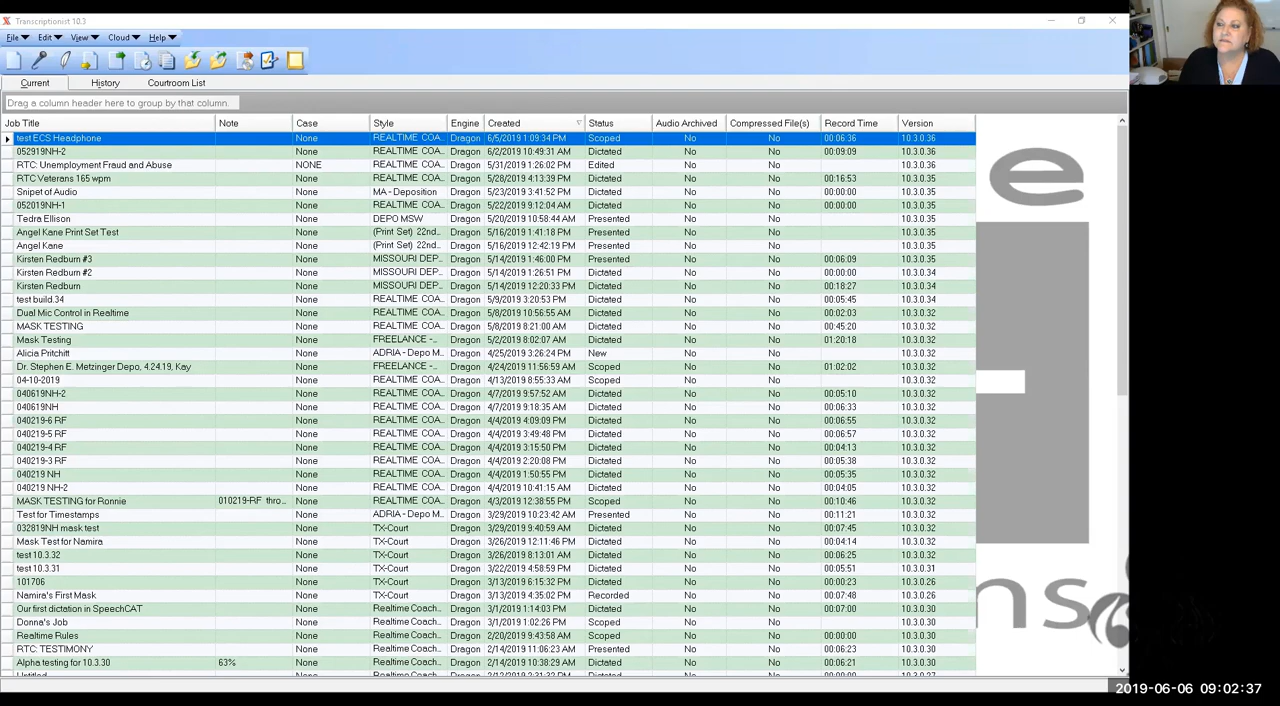 Transcriptionist 10.3
File Edit View Cloud Help
Current History Courtroom List
Drag a column header here to group by that column.
Job Title Note Case Style Engine Created Status Audio Archived Compressed File(s) Record Time Version
test ECS Headphone None REALTIME COA... Dragon 6/5/2019 1:09:34 PM Scoped No No 00:06:36 10.3.0.36
052919NH-2 None REALTIME COA... Dragon 6/2/2019 10:49:31 AM Dictated No No 00:09:09 10.3.0.36
RTC: Unemployment Fraud and Abuse NONE REALTIME COA... Dragon 5/31/2019 1:26:02 PM Edited No No 10.3.0.36
RTC Veterans 165 wpm None REALTIME COA... Dragon 5/28/2019 4:13:39 PM Dictated No No 00:16:53 10.3.0.35
Snipet of Audio None MA - Deposition Dragon 5/23/2019 3:41:52 PM Dictated No No 00:00:00 10.3.0.35
052019NH-1 None REALTIME COA... Dragon 5/22/2019 9:12:04 AM Dictated No No 00:00:00 10.3.0.35
Tedra Ellison None DEPO MSW Dragon 5/20/2019 10:58:44 AM Presented No No 10.3.0.35
Angel Kane Print Set Test None (Print Set) 22nd... Dragon 5/16/2019 1:41:18 PM Presented No No 10.3.0.35
Angel Kane None (Print Set) 22nd... Dragon 5/16/2019 12:42:19 PM Presented No No 10.3.0.35
Kirsten Redburn #3 None MISSOURI DEP... Dragon 5/14/2019 1:46:00 PM Presented No No 00:06:09 10.3.0.35
Kirsten Redburn #2 None MISSOURI DEP... Dragon 5/14/2019 1:26:51 PM Dictated No No 00:00:00 10.3.0.34
Kirsten Redburn None MISSOURI DEP... Dragon 5/14/2019 12:20:33 PM Dictated No No 00:18:27 10.3.0.34
test build.34 None REALTIME COA... Dragon 5/9/2019 3:20:53 PM Dictated No No 00:05:45 10.3.0.34
Dual Mic Control in Realtime None REALTIME COA... Dragon 5/8/2019 10:56:55 AM Dictated No No 00:02:03 10.3.0.32
MASK TESTING None REALTIME COA... Dragon 5/8/2019 8:21:00 AM Dictated No No 00:45:20 10.3.0.32
Mask Testing None FREELANCE -... Dragon 5/2/2019 8:02:07 AM Dictated No No 01:20:18 10.3.0.32
Alicia Pritchitt None ADRIA - Depo M... Dragon 4/25/2019 3:26:24 PM New No No 10.3.0.32
Dr. Stephen E. Metzinger Depo, 4.24.19, Kay None FREELANCE -... Dragon 4/24/2019 11:56:59 AM Scoped No No 01:02:02 10.3.0.32
04-10-2019 None REALTIME COA... Dragon 4/13/2019 8:55:33 AM Scoped No No 10.3.0.32
040619NH-2 None REALTIME COA... Dragon 4/7/2019 9:57:52 AM Dictated No No 00:05:10 10.3.0.32
040619NH None REALTIME COA... Dragon 4/7/2019 9:18:35 AM Dictated No No 00:06:33 10.3.0.32
040219-6 RF None REALTIME COA... Dragon 4/4/2019 4:09:09 PM Dictated No No 00:06:55 10.3.0.32
040219-5 RF None REALTIME COA... Dragon 4/4/2019 3:49:48 PM Dictated No No 00:06:57 10.3.0.32
040219-4 RF None REALTIME COA... Dragon 4/4/2019 3:15:50 PM Dictated No No 00:04:13 10.3.0.32
040219-3 RF None REALTIME COA... Dragon 4/4/2019 2:20:08 PM Dictated No No 00:05:38 10.3.0.32
040219 NH None REALTIME COA... Dragon 4/4/2019 1:50:55 PM Dictated No No 00:05:35 10.3.0.32
040219 NH-2 None REALTIME COA... Dragon 4/4/2019 10:41:15 AM Dictated No No 00:04:05 10.3.0.32
MASK TESTING for Ronnie 010219-RF thro... None REALTIME COA... Dragon 4/3/2019 12:38:55 PM Scoped No No 00:10:46 10.3.0.32
Test for Timestamps None ADRIA - Depo M... Dragon 3/29/2019 10:23:42 AM Presented No No 00:11:21 10.3.0.32
032819NH mask test None TX-Court Dragon 3/29/2019 9:40:59 AM Dictated No No 00:07:45 10.3.0.32
Mask Test for Namira None TX-Court Dragon 3/26/2019 12:11:46 PM Dictated No No 00:04:14 10.3.0.32
test 10.3.32 None TX-Court Dragon 3/26/2019 8:13:01 AM Dictated No No 00:06:25 10.3.0.32
test 10.3.31 None TX-Court Dragon 3/22/2019 4:58:59 PM Dictated No No 00:05:51 10.3.0.31
101706 None TX-Court Dragon 3/13/2019 6:15:32 PM Dictated No No 00:00:23 10.3.0.26
Namira's First Mask None TX-Court Dragon 3/13/2019 4:35:02 PM Recorded No No 00:07:48 10.3.0.26
Our first dictation in SpeechCAT None Realtime Coach... Dragon 3/1/2019 1:14:03 PM Dictated No No 00:07:00 10.3.0.30
Donna's Job None Realtime Coach... Dragon 3/1/2019 1:02:26 PM Scoped No No 10.3.0.30
Realtime Rules None Realtime Coach... Dragon 2/20/2019 9:43:58 AM Scoped No No 00:00:00 10.3.0.30
RTC: TESTIMONY None Realtime Coach... Dragon 2/14/2019 11:06:23 AM Presented No No 00:06:23 10.3.0.30
Alpha testing for 10.3.30 63% None Realtime Coach... Dragon 2/14/2019 10:38:29 AM Dictated No No 00:06:21 10.3.0.30
e
ns
2019-06-06 09:02:37